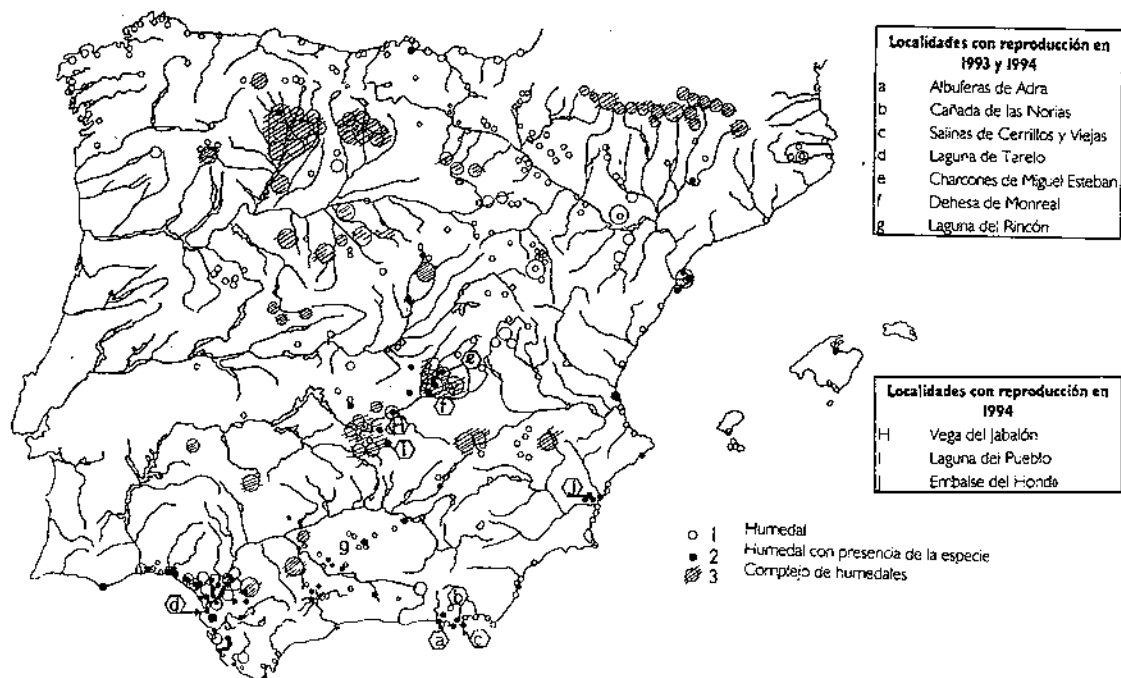 Localidades con reproducción en
1993 y 1994
a Albuferas de Adra
b Cañada de las Norias
c Salinas de Cerrillos y Viejas
d Laguna de Tarelo
e Charcones de Miguel Esteban
f Dehesa de Monreal
g Laguna del Rincón
Localidades con reproducción en
1994
H Vega del Jabalón
I Laguna del Pueblo
J Embalse del Hondo
1 Humedal
2 Humedal con presencia de la especie
3 Complejo de humedales
e
f
H
I
J
g
d
b
a
c